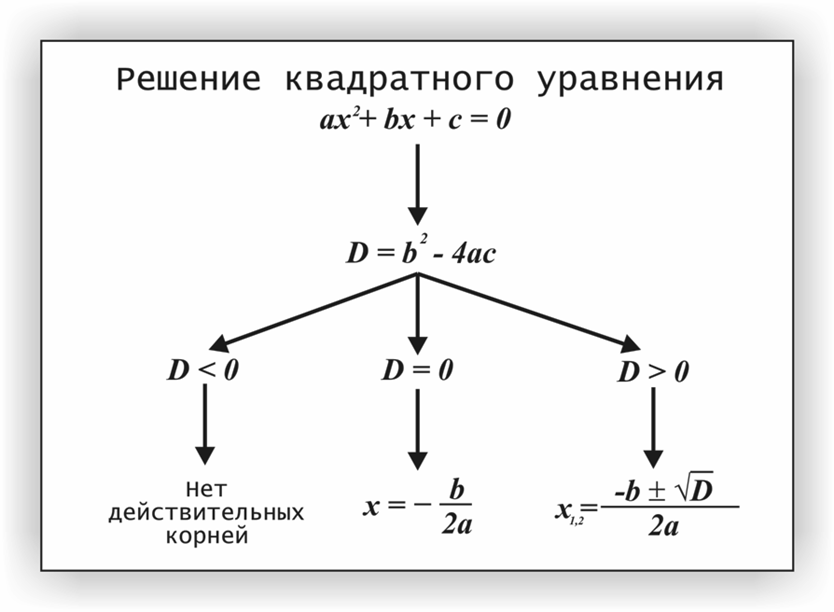 Решение квадратного уравнения
ax²+ bx + c = 0
D = b² - 4ac
D < 0
D = 0
D > 0
Нет
действительных
корней
x = - b/2a
x₁,₂= -b ± √D/2a